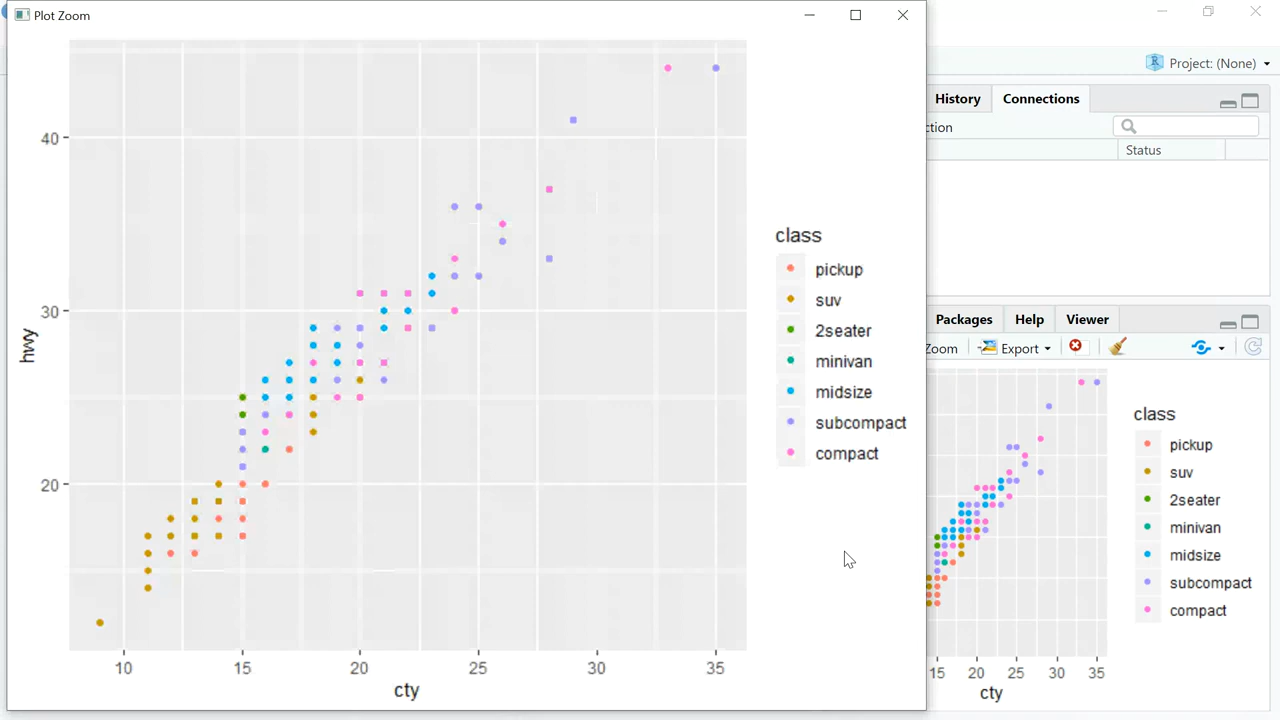 Plot Zoom
40
30
20
hwy
10
15
20
25
30
35
cty
class
pickup
suv
2seater
minivan
midsize
subcompact
compact
Project: (None)
History
Connections
ction
Status
Packages
Help
Viewer
Zoom
Export
class
pickup
suv
2seater
minivan
midsize
subcompact
compact
15
20
25
30
35
cty